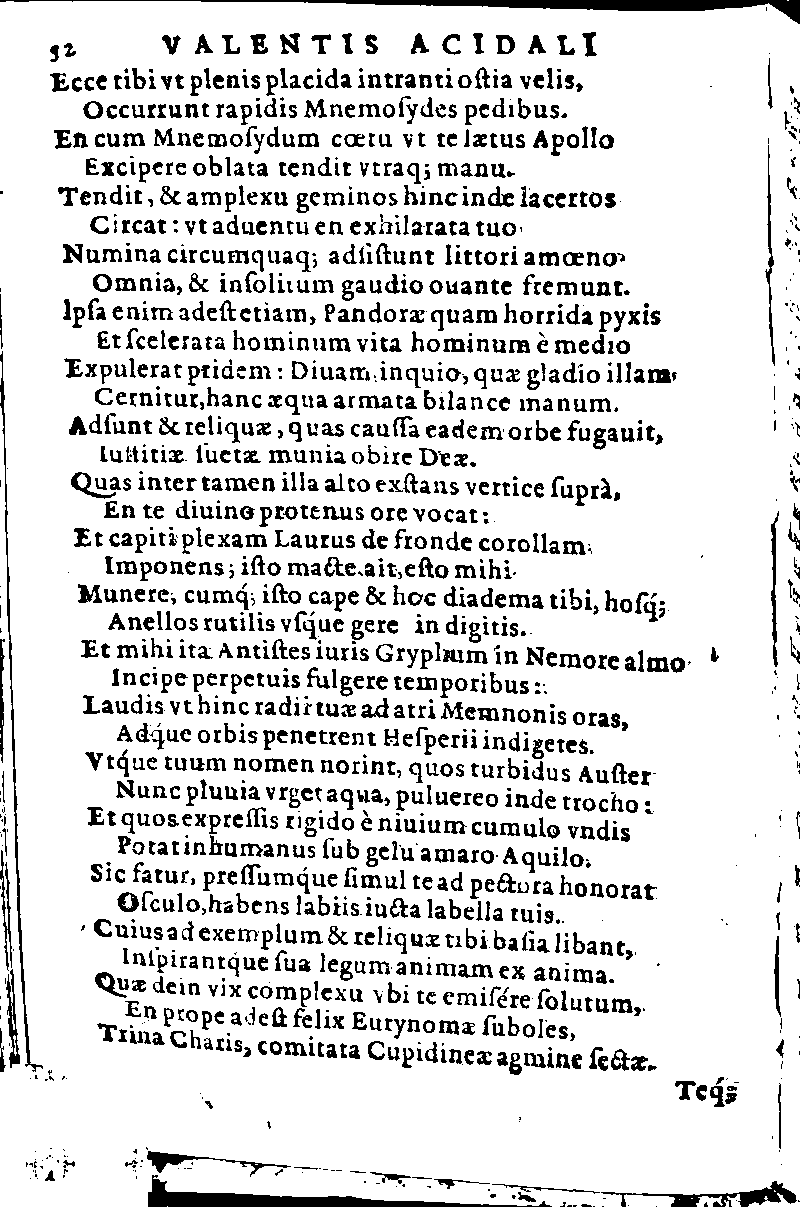 52 VALENTIS ACIDALI
Ecce tibi vt plenis placida intranti oſtia velis,
Occurrunt rapidis Mnemoſydes pedibus.
En cum Mnemoſydum cœtu vt te lætus Apollo
Excipere oblata tendit vtraq; manu.
Tendit, & amplexu geminos hinc inde lacertos
Circat: vt aduentu en exhilarata tuo
Numina circumquaq; adſiſtunt littori amœno
Omnia, & inſolitum gaudio ouante fremunt.
Ipſa enim adeſt etiam, Pandoræ quam horrida pyxis
Et ſcelerata hominum vita hominum è medio
Expulerat pridem: Diuam, inquio, quæ gladio illam,
Cernitur, hanc æqua armata bilance manum.
Adſunt & reliquæ, quas cauſſa eadem orbe fugauit,
Iuſtitiæ ſuetæ munia obire Deæ.
Quas inter tamen illa alto exſtans vertice ſuprà,
En te diuino protenus ore vocat:
Et capiti plexam Laurus de fronde corollam
Imponens; iſto macte, ait, eſto mihi
Munere, cumq́; iſto cape & hoc diadema tibi, hoſq́;
Anellos rutilis vſq́ue gere in digitis.
Et mihi ita Antiſtes iuris Gryphium in Nemore almo
Incipe perpetuis fulgere temporibus:
Laudis vt hinc radii tuæ ad atri Memnonis oras,
Adq́ue orbis penetrent Heſperii indigetes.
Vtq́ue tuum nomen norint, quos turbidus Auſter
Nunc pluuia vrget aqua, puluereo inde trocho:
Et quos expreſſis rigido è niuium cumulo vndis
Potat inhumanus ſub gelu amaro Aquilo.
Sic fatur, preſſumq́ue ſimul te ad pectora honorat
Oſculo, habens labiis iucta labella tuis.
Cuius ad exemplum & reliquæ tibi baſia libant,
Inſpirantque ſua legum animam ex anima.
Quæ dein vix complexu vbi te emiſére ſolutum,
En prope adeſt felix Eurynomæ ſuboles,
Trina Charis, comitata Cupidineæ agmine ſectæ.
Teq́;